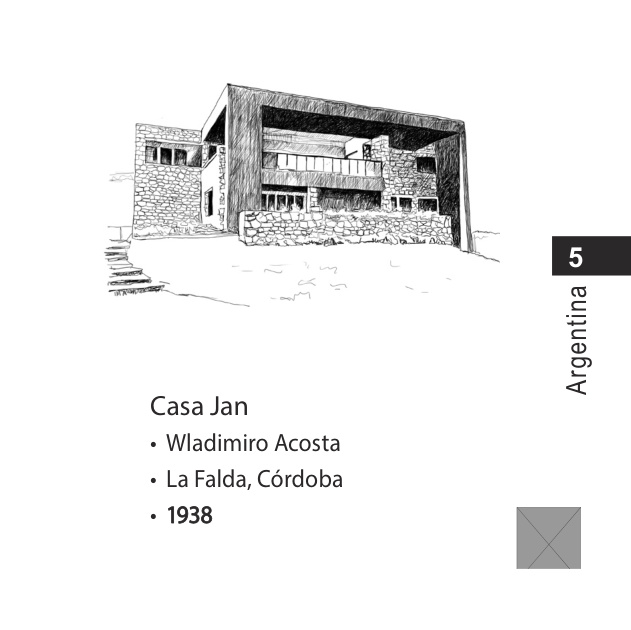 5
Argentina
Casa Jan
• Wladimiro Acosta
• La Falda, Córdoba
• 1938